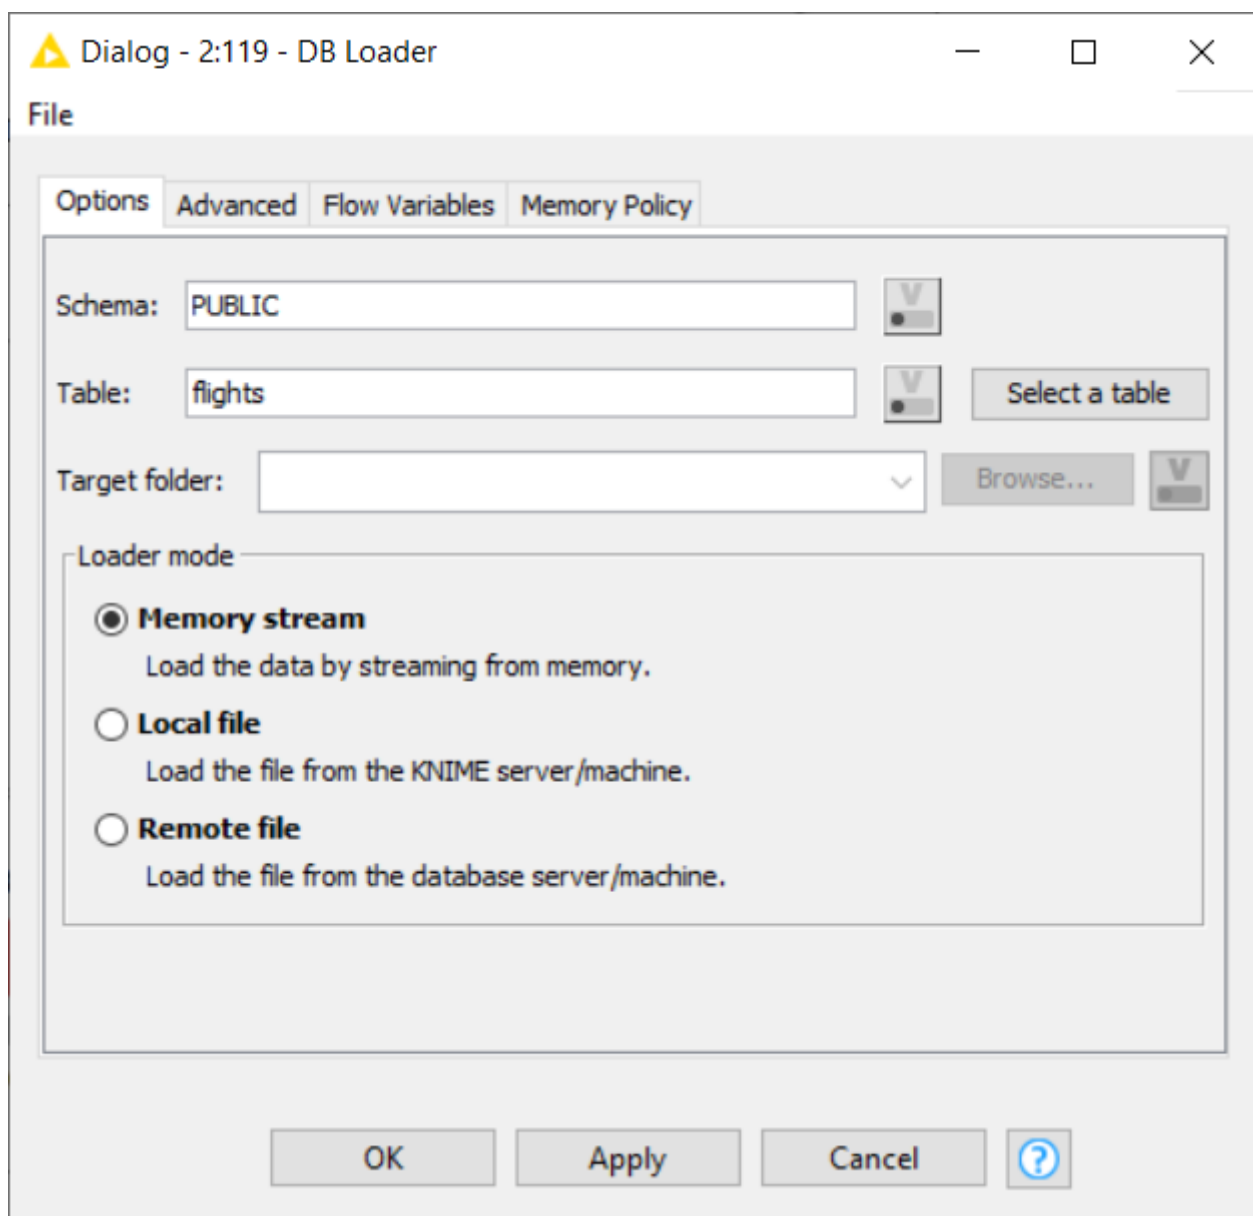 Dialog - 2:119 - DB Loader
File
Options Advanced Flow Variables Memory Policy
Schema: PUBLIC V
Table: flights V Select a table
Target folder: Browse... V
Loader mode
Memory stream
Load the data by streaming from memory.
Local file
Load the file from the KNIME server/machine.
Remote file
Load the file from the database server/machine.
OK Apply Cancel ?